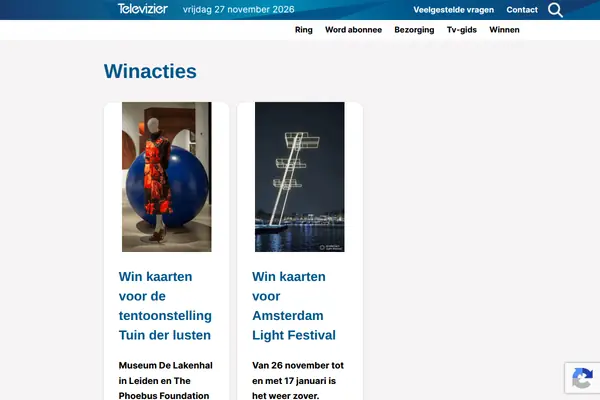 Televizier vrijdag 27 november 2026 Veelgestelde vragen Contact
Ring Word abonnee Bezorging Tv-gids Winnen
Winacties
Win kaarten
voor de
tentoonstelling
Tuin der lusten
Museum De Lakenhal
in Leiden en The
Phoebus Foundation
Win kaarten
voor
Amsterdam
Light Festival
Van 26 november tot
en met 17 januari is
het weer zover.